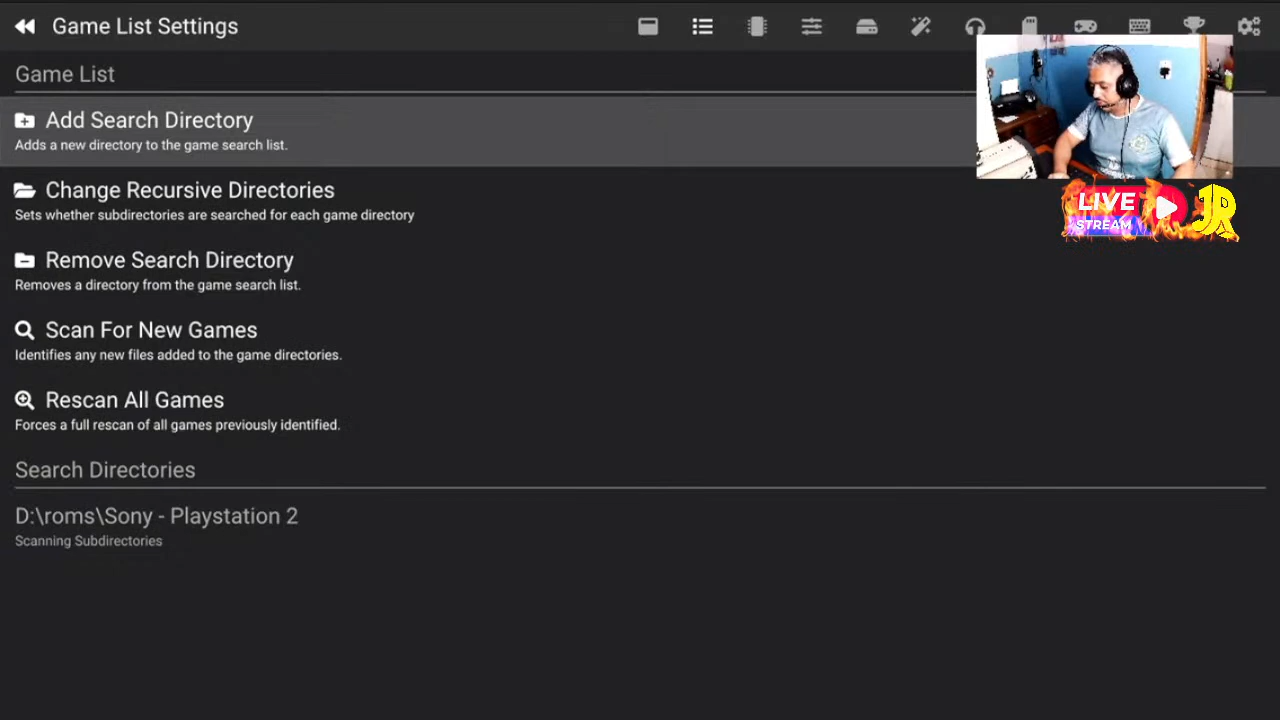 Game List Settings
Game List
Add Search Directory
Adds a new directory to the game search list.
Change Recursive Directories
Sets whether subdirectories are searched for each game directory
Remove Search Directory
Removes a directory from the game search list.
Scan For New Games
Identifies any new files added to the game directories.
Rescan All Games
Forces a full rescan of all games previously identified.
Search Directories
D:\roms\Sony - Playstation 2
Scanning Subdirectories
LIVE
STREAM
JR